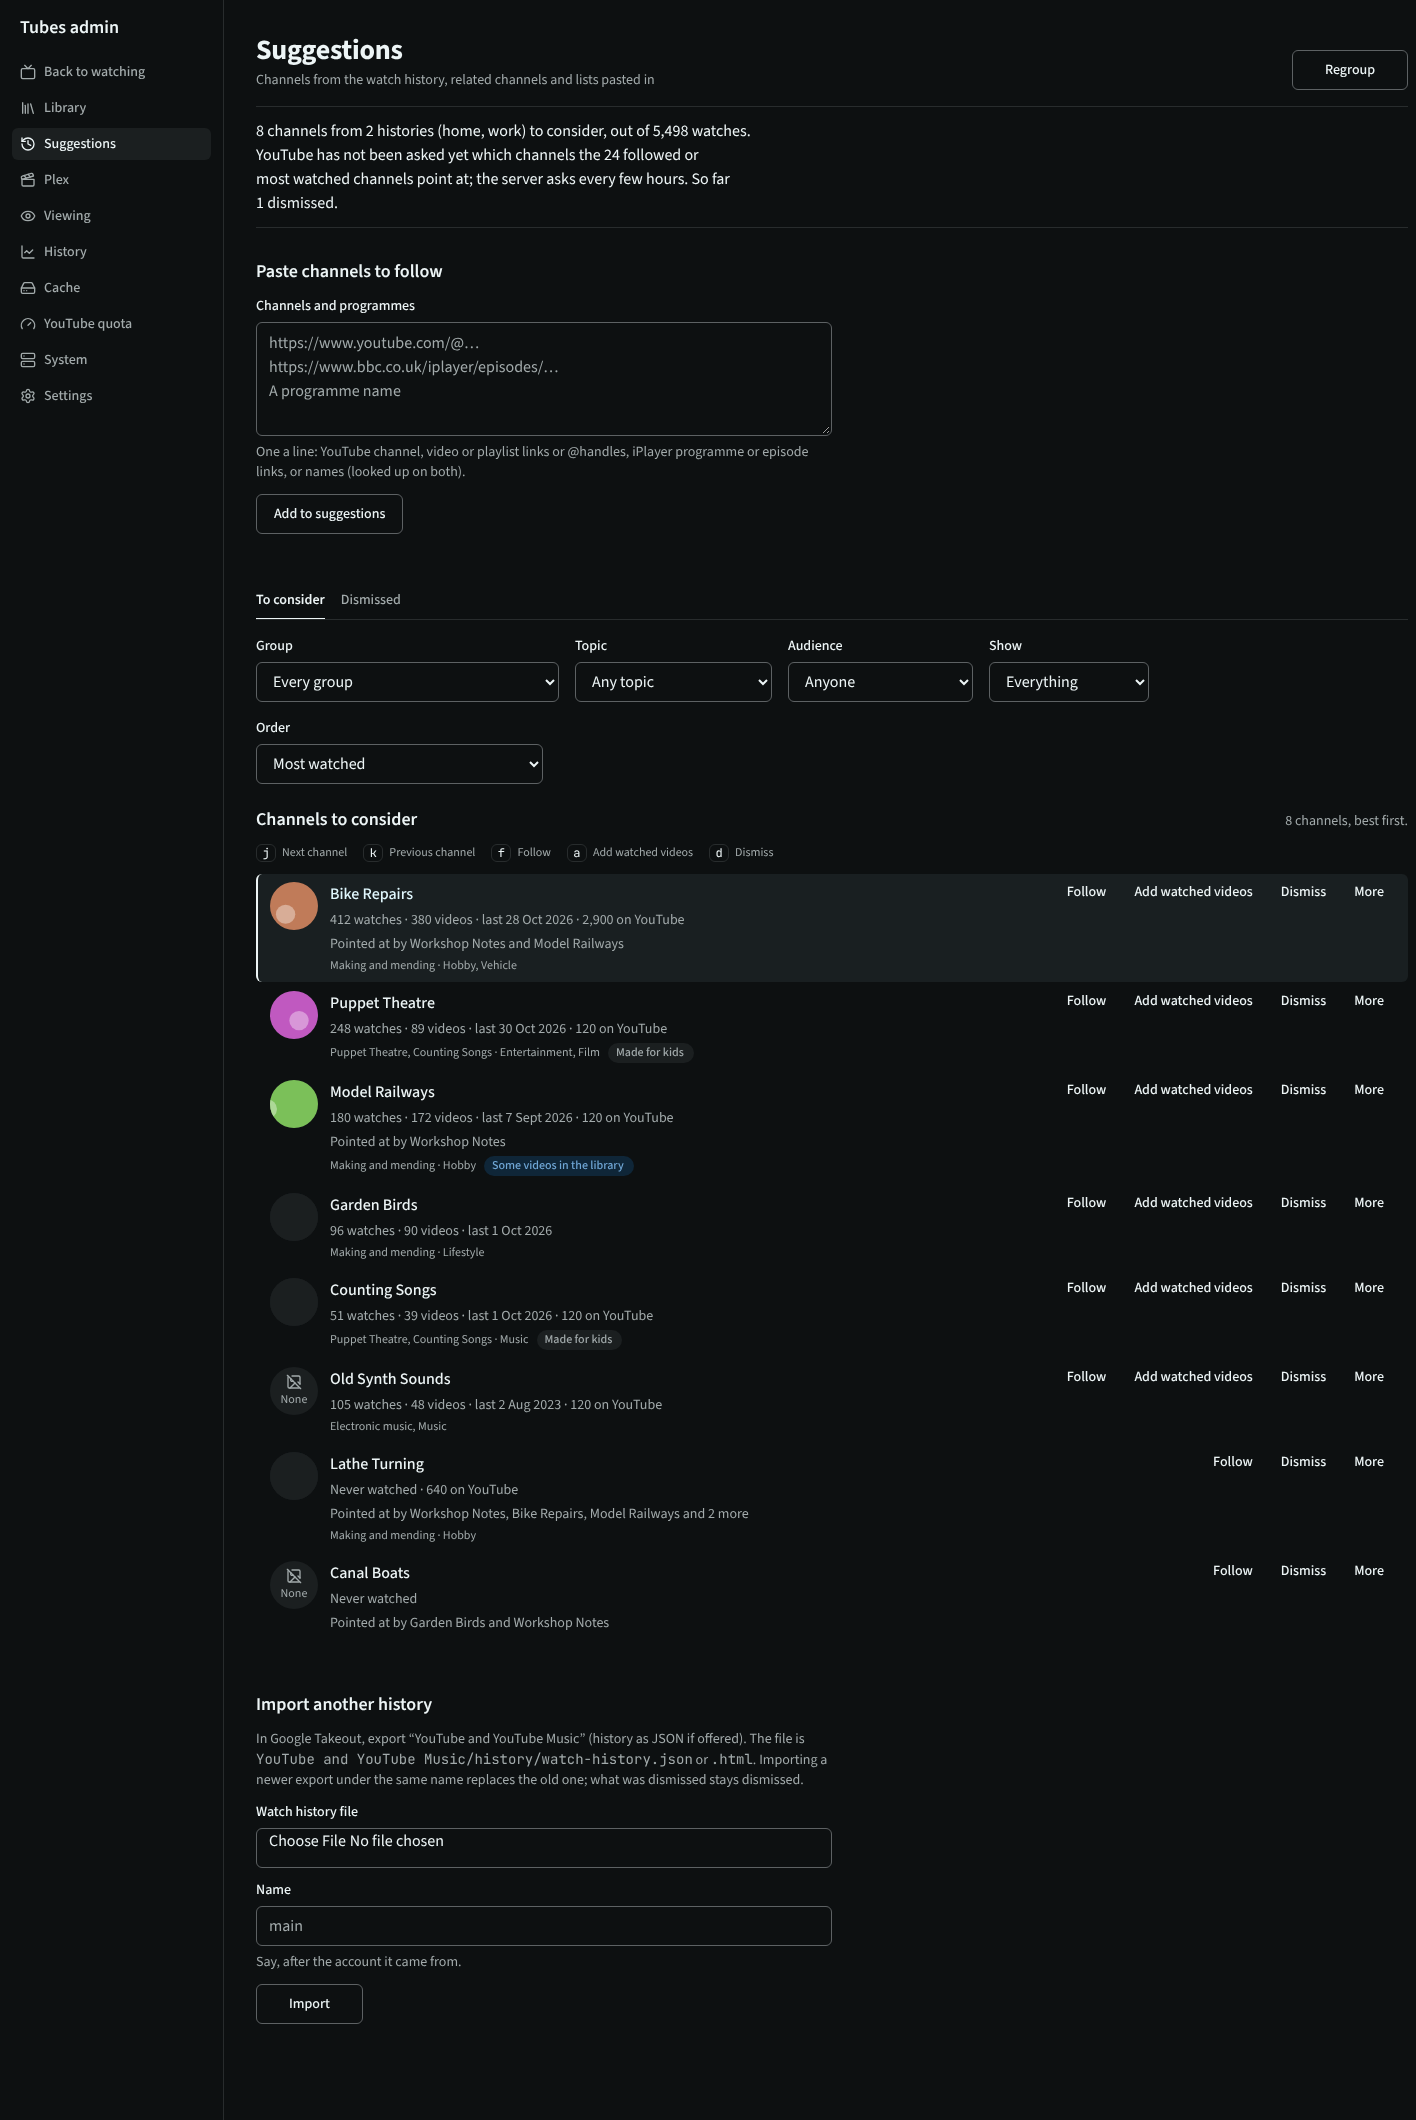 Tubes admin
Back to watching
Library
Suggestions
Plex
Viewing
History
Cache
YouTube quota
System
Settings
Suggestions
Channels from the watch history, related channels and lists pasted in
Regroup
8 channels from 2 histories (home, work) to consider, out of 5,498 watches.
YouTube has not been asked yet which channels the 24 followed or
most watched channels point at; the server asks every few hours. So far
1 dismissed.
Paste channels to follow
Channels and programmes
https://www.youtube.com/@…
https://www.bbc.co.uk/iplayer/episodes/…
A programme name
One a line: YouTube channel, video or playlist links or @handles, iPlayer programme or episode
links, or names (looked up on both).
Add to suggestions
To consider Dismissed
Group Topic Audience Show
Every group Any topic Anyone Everything
Order
Most watched
Channels to consider 8 channels, best first.
j Next channel k Previous channel f Follow a Add watched videos d Dismiss
Bike Repairs Follow Add watched videos Dismiss More
412 watches · 380 videos · last 28 Oct 2026 · 2,900 on YouTube
Pointed at by Workshop Notes and Model Railways
Making and mending · Hobby, Vehicle
Puppet Theatre Follow Add watched videos Dismiss More
248 watches · 89 videos · last 30 Oct 2026 · 120 on YouTube
Puppet Theatre, Counting Songs · Entertainment, Film Made for kids
Model Railways Follow Add watched videos Dismiss More
180 watches · 172 videos · last 7 Sept 2026 · 120 on YouTube
Pointed at by Workshop Notes
Making and mending · Hobby Some videos in the library
Garden Birds Follow Add watched videos Dismiss More
96 watches · 90 videos · last 1 Oct 2026
Making and mending · Lifestyle
Counting Songs Follow Add watched videos Dismiss More
51 watches · 39 videos · last 1 Oct 2026 · 120 on YouTube
Puppet Theatre, Counting Songs · Music Made for kids
None
Old Synth Sounds Follow Add watched videos Dismiss More
105 watches · 48 videos · last 2 Aug 2023 · 120 on YouTube
Electronic music, Music
Lathe Turning Follow Dismiss More
Never watched · 640 on YouTube
Pointed at by Workshop Notes, Bike Repairs, Model Railways and 2 more
Making and mending · Hobby
None
Canal Boats Follow Dismiss More
Never watched
Pointed at by Garden Birds and Workshop Notes
Import another history
In Google Takeout, export “YouTube and YouTube Music” (history as JSON if offered). The file is
YouTube and YouTube Music/history/watch-history.json or .html. Importing a
newer export under the same name replaces the old one; what was dismissed stays dismissed.
Watch history file
Choose File No file chosen
Name
main
Say, after the account it came from.
Import